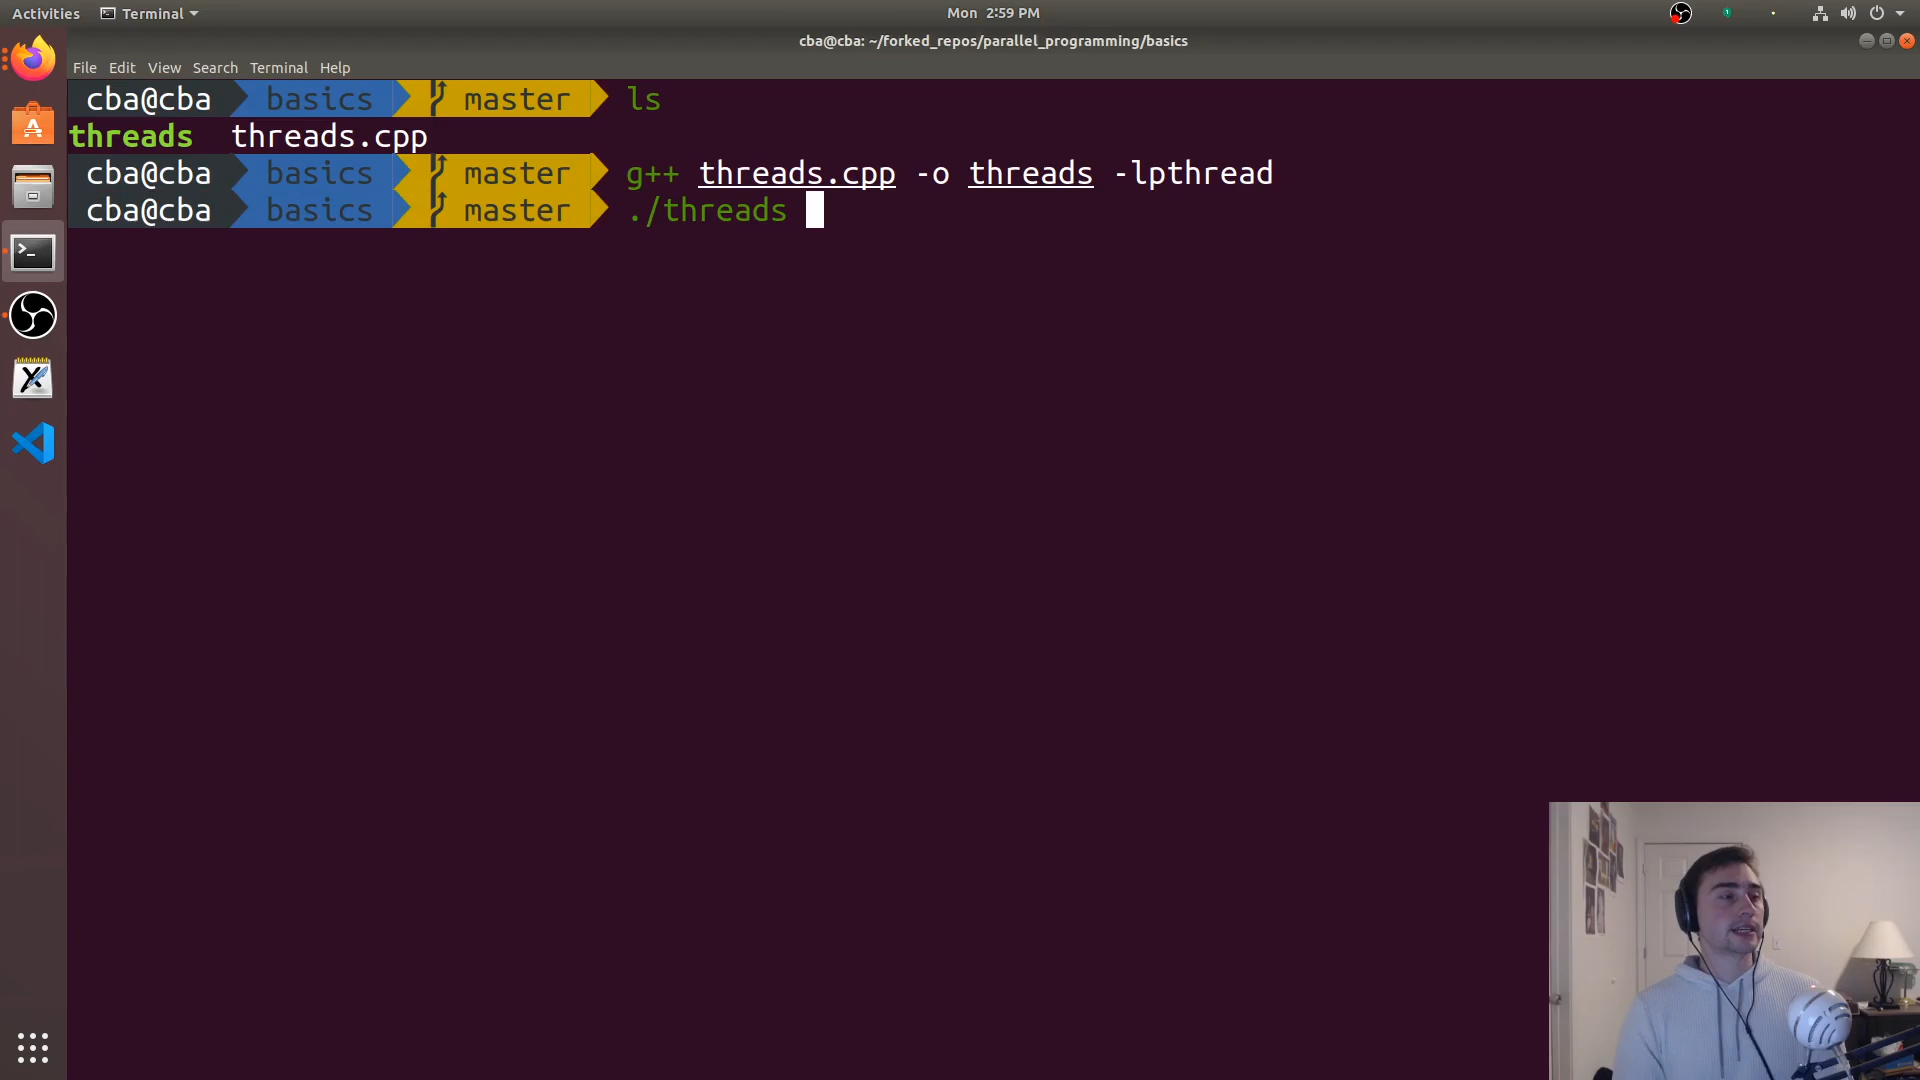 Activities Terminal Mon 2:59 PM
cba@cba: ~/forked_repos/parallel_programming/basics
File Edit View Search Terminal Help
cba@cba basics master ls
threads threads.cpp
cba@cba basics master g++ threads.cpp -o threads -lpthread
cba@cba basics master ./threads